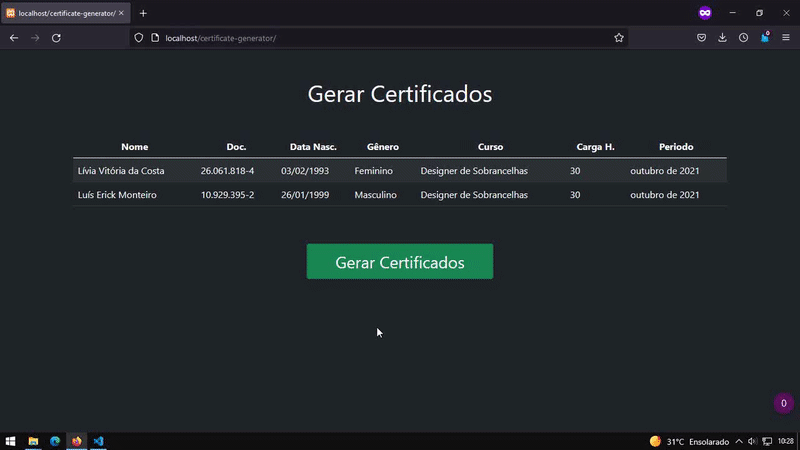 localhost/certificate-generator/
localhost/certificate-generator/
Gerar Certificados
Nome Doc. Data Nasc. Gênero Curso Carga H. Periodo
Lívia Vitória da Costa 26.061.818-4 03/02/1993 Feminino Designer de Sobrancelhas 30 outubro de 2021
Luís Erick Monteiro 10.929.395-2 26/01/1999 Masculino Designer de Sobrancelhas 30 outubro de 2021
Gerar Certificados
0
31°C Ensolarado 10:28